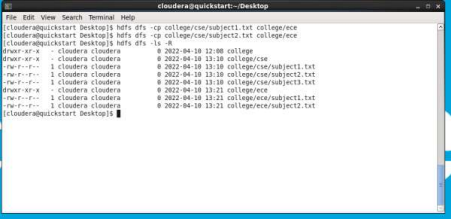 cloudera@quickstart:~/Desktop
File Edit View Search Terminal Help
[cloudera@quickstart Desktop]$ hdfs dfs -cp college/cse/subject1.txt college/ece
[cloudera@quickstart Desktop]$ hdfs dfs -cp college/cse/subject2.txt college/ece
[cloudera@quickstart Desktop]$ hdfs dfs -ls -R
drwxr-xr-x - cloudera cloudera 0 2022-04-10 12:08 college
drwxr-xr-x - cloudera cloudera 0 2022-04-10 13:10 college/cse
-rw-r--r-- 1 cloudera cloudera 0 2022-04-10 13:10 college/cse/subject1.txt
-rw-r--r-- 1 cloudera cloudera 0 2022-04-10 13:10 college/cse/subject2.txt
-rw-r--r-- 1 cloudera cloudera 0 2022-04-10 13:10 college/cse/subject3.txt
drwxr-xr-x - cloudera cloudera 0 2022-04-10 13:21 college/ece
-rw-r--r-- 1 cloudera cloudera 0 2022-04-10 13:21 college/ece/subject1.txt
-rw-r--r-- 1 cloudera cloudera 0 2022-04-10 13:21 college/ece/subject2.txt
[cloudera@quickstart Desktop]$